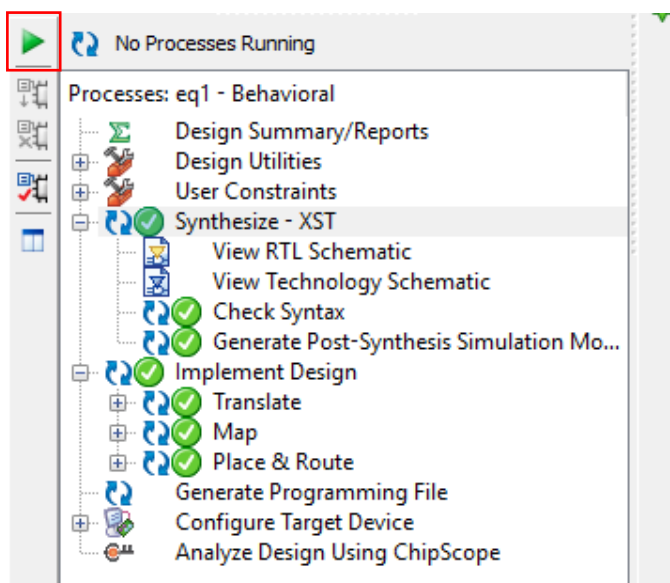 No Processes Running
Processes: eq1 - Behavioral
Design Summary/Reports
Design Utilities
User Constraints
Synthesize - XST
View RTL Schematic
View Technology Schematic
Check Syntax
Generate Post-Synthesis Simulation Mo...
Implement Design
Translate
Map
Place & Route
Generate Programming File
Configure Target Device
Analyze Design Using ChipScope